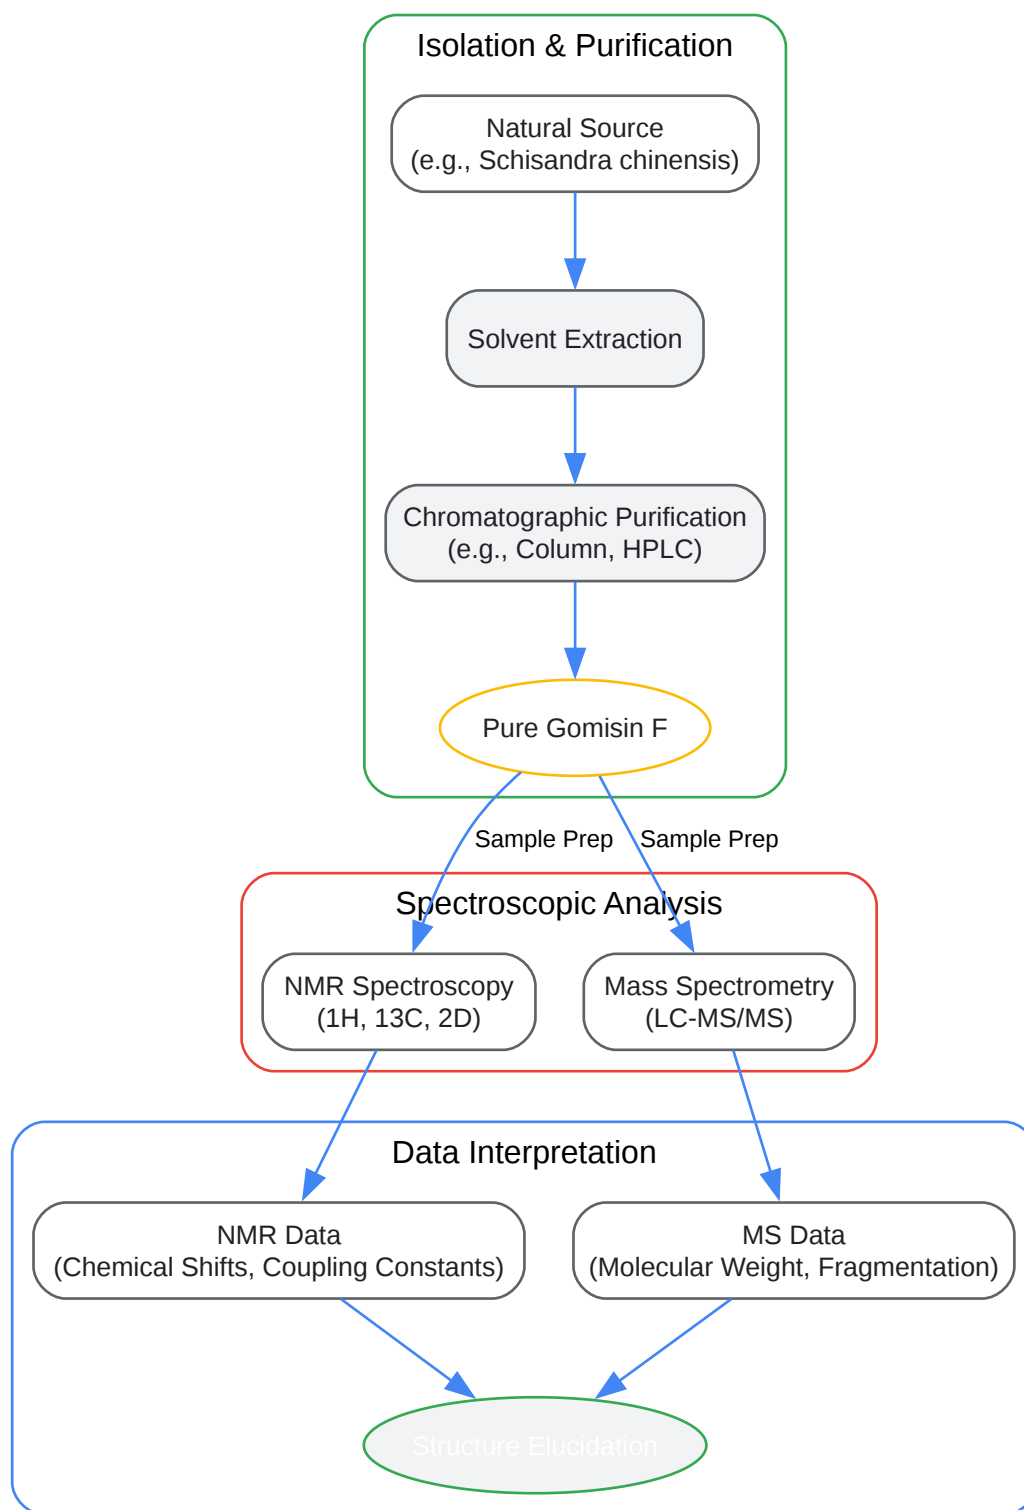 Isolation & Purification
Natural Source
(e.g., Schisandra chinensis)
Solvent Extraction
Chromatographic Purification
(e.g., Column, HPLC)
Pure Gomisin F
Sample Prep
Sample Prep
Spectroscopic Analysis
NMR Spectroscopy
(1H, 13C, 2D)
Mass Spectrometry
(LC-MS/MS)
Data Interpretation
NMR Data
(Chemical Shifts, Coupling Constants)
MS Data
(Molecular Weight, Fragmentation)
Structure Elucidation